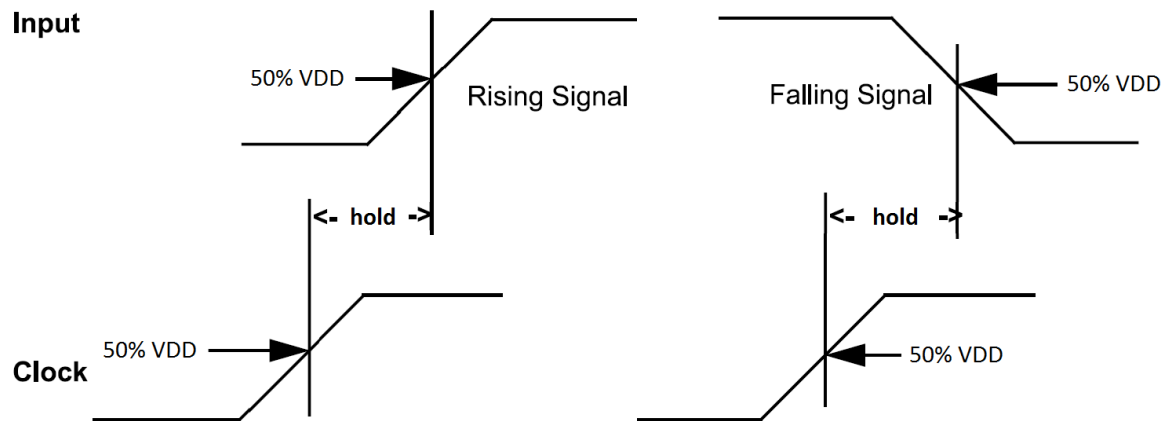 Input
50% VDD
Rising Signal
Falling Signal
50% VDD
<- hold ->
<- hold ->
50% VDD
50% VDD
Clock